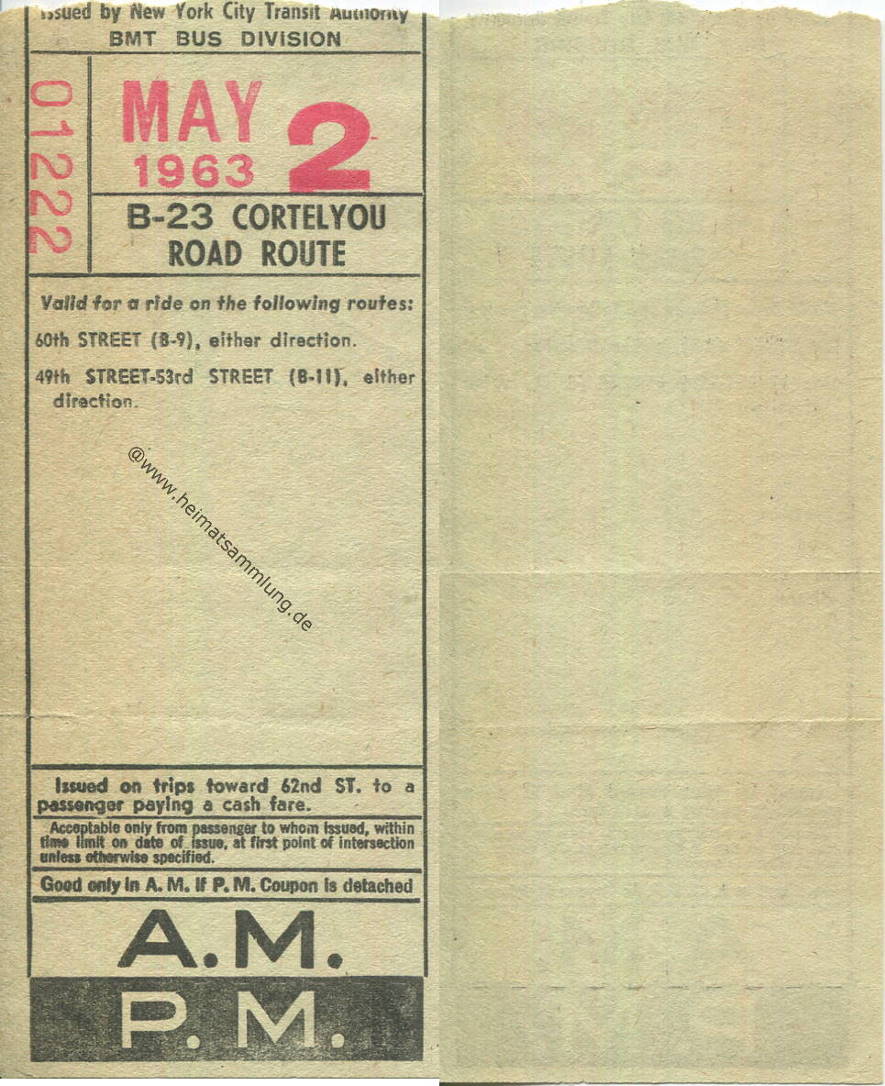 Issued by New York City Transit Authority
BMT BUS DIVISION
01222
MAY 2
1963
B-23 CORTELYOU
ROAD ROUTE
Valid for a ride on the following routes:
60th STREET (B-9), either direction.
49th STREET-53rd STREET (B-11), either
direction.
@www.heimatsammlung.de
Issued on trips toward 62nd ST. to a
passenger paying a cash fare.
Acceptable only from passenger to whom issued, within
time limit on date of issue, at first point of intersection
unless otherwise specified.
Good only in A. M. if P. M. Coupon is detached
A.M.
P.M.